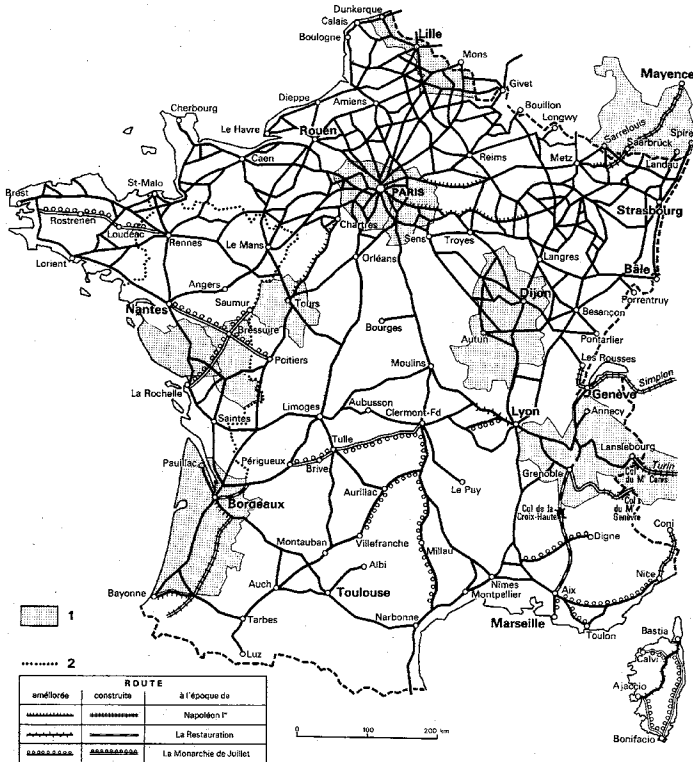 Dunkerque
Calais
Boulogne
Lille
Mons
Givet
Mayence
Dieppe
Amiens
Bouillon
Longwy
Cherbourg
Le Havre
Rouen
Sarrelouis
Saarbrück
Spire
Landau
Caen
Reims
Metz
St-Malo
PARIS
Brest
Rostrenen
Loudéac
Rennes
Le Mans
Chartres
Sens
Troyes
Strasbourg
Lorient
Orléans
Langres
Bâle
Angers
Saumur
Tours
Dijon
Porrentruy
Nantes
Bressuire
Bourges
Besançon
Autun
Pontarlier
Poitiers
Moulins
Les Rousses
La Rochelle
Genève
Simplon
Saintes
Limoges
Aubusson
Clermont-Fd
Lyon
Annecy
Lanslebourg
Tulle
Pauillac
Périgueux
Brive
Grenoble
Turin
Col du Mt Cenis
Le Puy
Bordeaux
Aurillac
Col de la
Croix-Haute
du Mt
Genèvre
Coni
Montauban
Villefranche
Millau
Digne
Albi
Nice
Bayonne
Auch
Toulouse
Nîmes
Montpellier
Aix
Tarbes
Narbonne
Marseille
Toulon
Luz
Bastia
Calvi
Ajaccio
Bonifacio
1
2
ROUTE
améliorée construite à l'époque de
Napoléon Ier
La Restauration
La Monarchie de Juillet
0 100 200 km